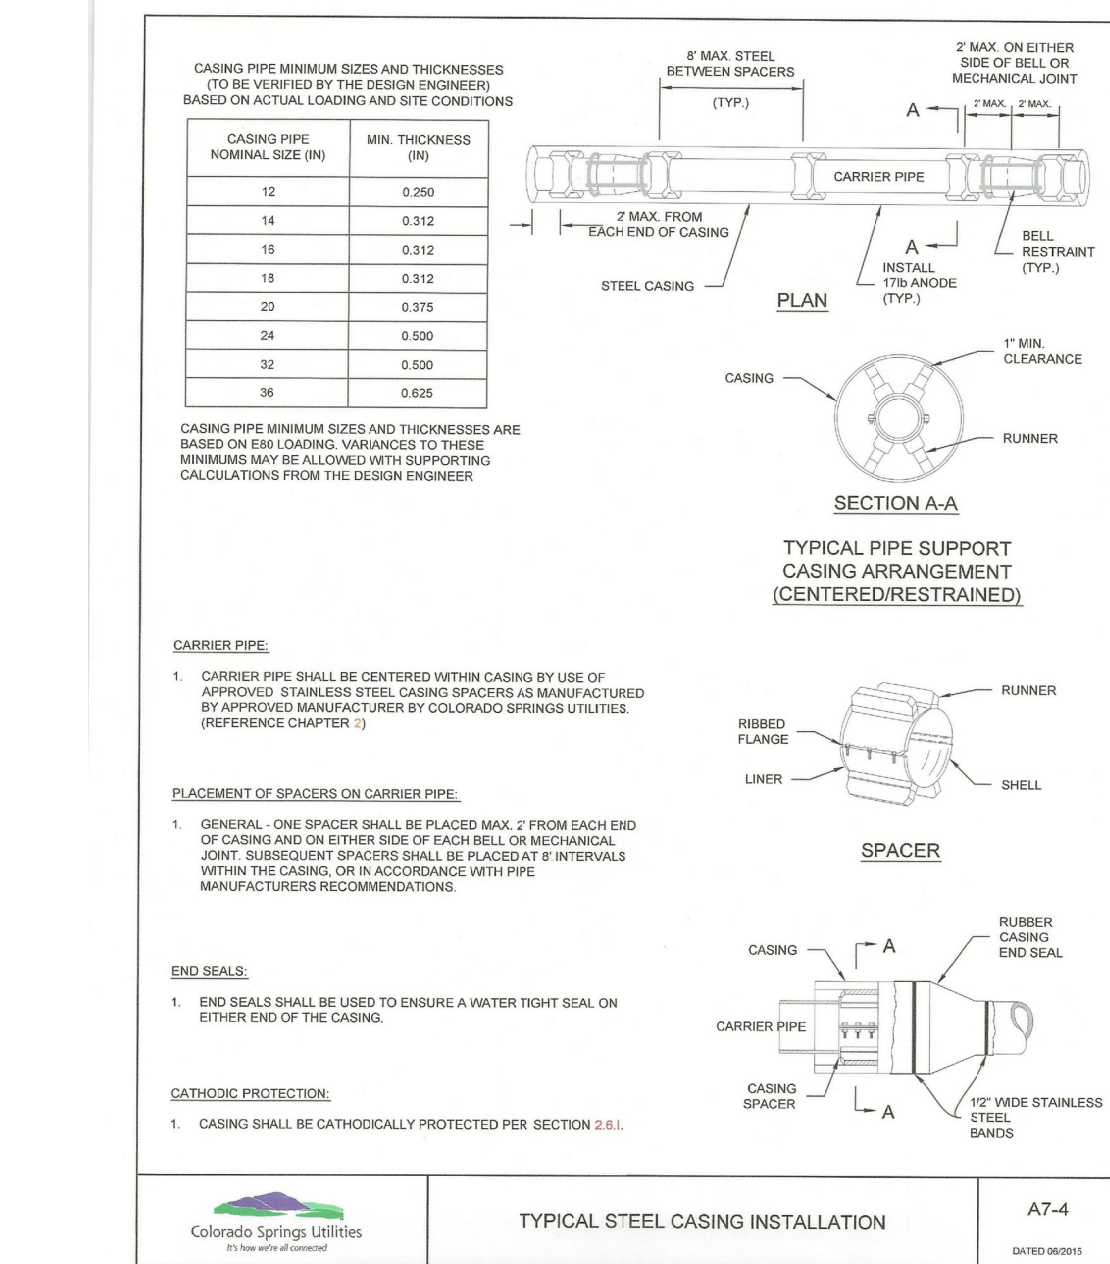 CASING PIPE MINIMUM SIZES AND THICKNESSES
(TO BE VERIFIED BY THE DESIGN ENGINEER)
BASED ON ACTUAL LOADING AND SITE CONDITIONS
CASING PIPE
NOMINAL SIZE (IN)
MIN. THICKNESS
(IN)
12 0.250
14 0.312
16 0.312
18 0.312
20 0.375
24 0.500
32 0.500
36 0.625
CASING PIPE MINIMUM SIZES AND THICKNESSES ARE
BASED ON E80 LOADING. VARIANCES TO THESE
MINIMUMS MAY BE ALLOWED WITH SUPPORTING
CALCULATIONS FROM THE DESIGN ENGINEER
8' MAX. STEEL
BETWEEN SPACERS
(TYP.)
2' MAX. ON EITHER
SIDE OF BELL OR
MECHANICAL JOINT
A
2' MAX. 2' MAX.
CARRIER PIPE
2' MAX. FROM
EACH END OF CASING
A
BELL
RESTRAINT
(TYP.)
STEEL CASING
INSTALL
17lb ANODE
(TYP.)
PLAN
1" MIN.
CLEARANCE
CASING
RUNNER
SECTION A-A
TYPICAL PIPE SUPPORT
CASING ARRANGEMENT
(CENTERED/RESTRAINED)
CARRIER PIPE:
1. CARRIER PIPE SHALL BE CENTERED WITHIN CASING BY USE OF
APPROVED STAINLESS STEEL CASING SPACERS AS MANUFACTURED
BY APPROVED MANUFACTURER BY COLORADO SPRINGS UTILITIES.
(REFERENCE CHAPTER 2)
RUNNER
RIBBED
FLANGE
LINER
SHELL
SPACER
PLACEMENT OF SPACERS ON CARRIER PIPE:
1. GENERAL - ONE SPACER SHALL BE PLACED MAX. 2' FROM EACH END
OF CASING AND ON EITHER SIDE OF EACH BELL OR MECHANICAL
JOINT. SUBSEQUENT SPACERS SHALL BE PLACED AT 8' INTERVALS
WITHIN THE CASING, OR IN ACCORDANCE WITH PIPE
MANUFACTURERS RECOMMENDATIONS.
END SEALS:
1. END SEALS SHALL BE USED TO ENSURE A WATER TIGHT SEAL ON
EITHER END OF THE CASING.
CATHODIC PROTECTION:
1. CASING SHALL BE CATHODICALLY PROTECTED PER SECTION 2.6.I.
CASING
A
RUBBER
CASING
END SEAL
CARRIER PIPE
CASING
SPACER
A
1/2" WIDE STAINLESS
STEEL
BANDS
Colorado Springs Utilities
It's how we're all connected
TYPICAL STEEL CASING INSTALLATION
A7-4
DATED 06/2015